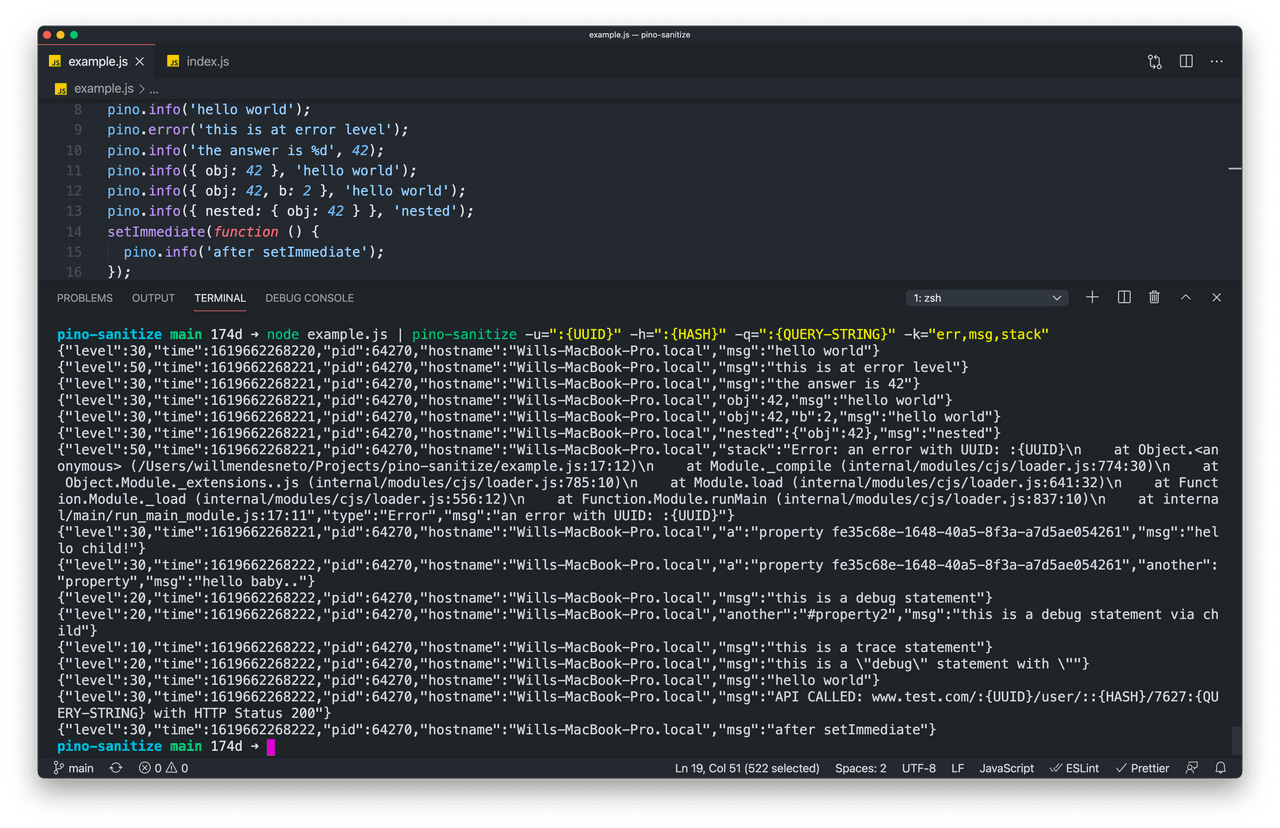 example.js — pino-sanitize
JS example.js JS index.js
JS example.js > ...
8 pino.info('hello world');
9 pino.error('this is at error level');
10 pino.info('the answer is %d', 42);
11 pino.info({ obj: 42 }, 'hello world');
12 pino.info({ obj: 42, b: 2 }, 'hello world');
13 pino.info({ nested: { obj: 42 } }, 'nested');
14 setImmediate(function () {
15 pino.info('after setImmediate');
16 });
PROBLEMS OUTPUT TERMINAL DEBUG CONSOLE 1: zsh
pino-sanitize main 174d → node example.js | pino-sanitize -u=":{UUID}" -h=":{HASH}" -q=":{QUERY-STRING}" -k="err,msg,stack"
{"level":30,"time":1619662268220,"pid":64270,"hostname":"Wills-MacBook-Pro.local","msg":"hello world"}
{"level":50,"time":1619662268221,"pid":64270,"hostname":"Wills-MacBook-Pro.local","msg":"this is at error level"}
{"level":30,"time":1619662268221,"pid":64270,"hostname":"Wills-MacBook-Pro.local","msg":"the answer is 42"}
{"level":30,"time":1619662268221,"pid":64270,"hostname":"Wills-MacBook-Pro.local","obj":42,"msg":"hello world"}
{"level":30,"time":1619662268221,"pid":64270,"hostname":"Wills-MacBook-Pro.local","obj":42,"b":2,"msg":"hello world"}
{"level":30,"time":1619662268221,"pid":64270,"hostname":"Wills-MacBook-Pro.local","nested":{"obj":42},"msg":"nested"}
{"level":50,"time":1619662268221,"pid":64270,"hostname":"Wills-MacBook-Pro.local","stack":"Error: an error with UUID: :{UUID}\n    at Object.<an
onymous> (/Users/willmendesneto/Projects/pino-sanitize/example.js:17:12)\n    at Module._compile (internal/modules/cjs/loader.js:774:30)\n    at
Object.Module._extensions..js (internal/modules/cjs/loader.js:785:10)\n    at Module.load (internal/modules/cjs/loader.js:641:32)\n    at Funct
ion.Module._load (internal/modules/cjs/loader.js:556:12)\n    at Function.Module.runMain (internal/modules/cjs/loader.js:837:10)\n    at interna
l/main/run_main_module.js:17:11","type":"Error","msg":"an error with UUID: :{UUID}"}
{"level":30,"time":1619662268221,"pid":64270,"hostname":"Wills-MacBook-Pro.local","a":"property fe35c68e-1648-40a5-8f3a-a7d5ae054261","msg":"hel
lo child!"}
{"level":30,"time":1619662268222,"pid":64270,"hostname":"Wills-MacBook-Pro.local","a":"property fe35c68e-1648-40a5-8f3a-a7d5ae054261","another":
"property","msg":"hello baby.."}
{"level":20,"time":1619662268222,"pid":64270,"hostname":"Wills-MacBook-Pro.local","msg":"this is a debug statement"}
{"level":20,"time":1619662268222,"pid":64270,"hostname":"Wills-MacBook-Pro.local","another":"#property2","msg":"this is a debug statement via ch
ild"}
{"level":10,"time":1619662268222,"pid":64270,"hostname":"Wills-MacBook-Pro.local","msg":"this is a trace statement"}
{"level":20,"time":1619662268222,"pid":64270,"hostname":"Wills-MacBook-Pro.local","msg":"this is a \"debug\" statement with \""}
{"level":30,"time":1619662268222,"pid":64270,"hostname":"Wills-MacBook-Pro.local","msg":"hello world"}
{"level":30,"time":1619662268222,"pid":64270,"hostname":"Wills-MacBook-Pro.local","msg":"API CALLED: www.test.com/:{UUID}/user/::{HASH}/7627:{QU
ERY-STRING} with HTTP Status 200"}
{"level":30,"time":1619662268222,"pid":64270,"hostname":"Wills-MacBook-Pro.local","msg":"after setImmediate"}
pino-sanitize main 174d →
main 0 0 Ln 19, Col 51 (522 selected) Spaces: 2 UTF-8 LF JavaScript ESLint Prettier